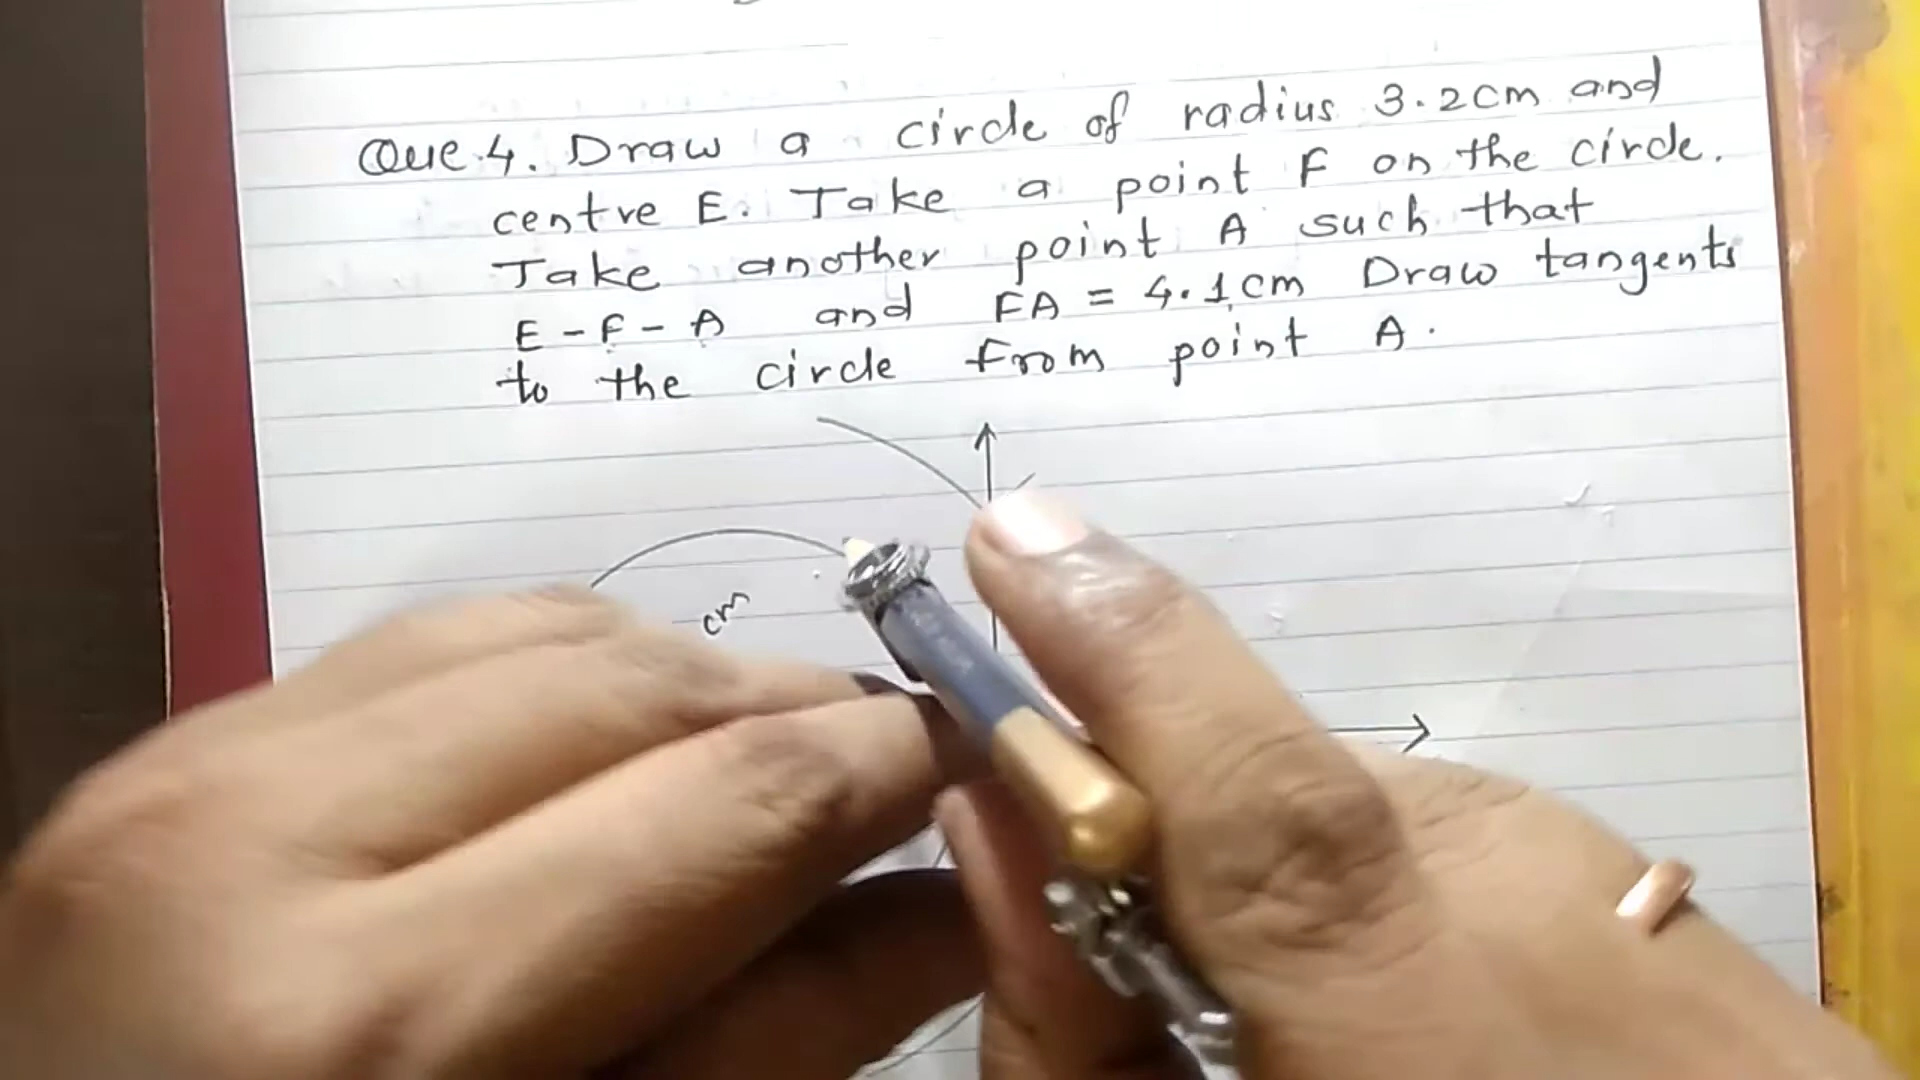 Que.4. Draw a circle of radius 3.2cm and
centre E. Take a point F on the circle.
Take another point A such that
E - F - A and FA = 4.1cm Draw tangents
to the circle from point A.
cm